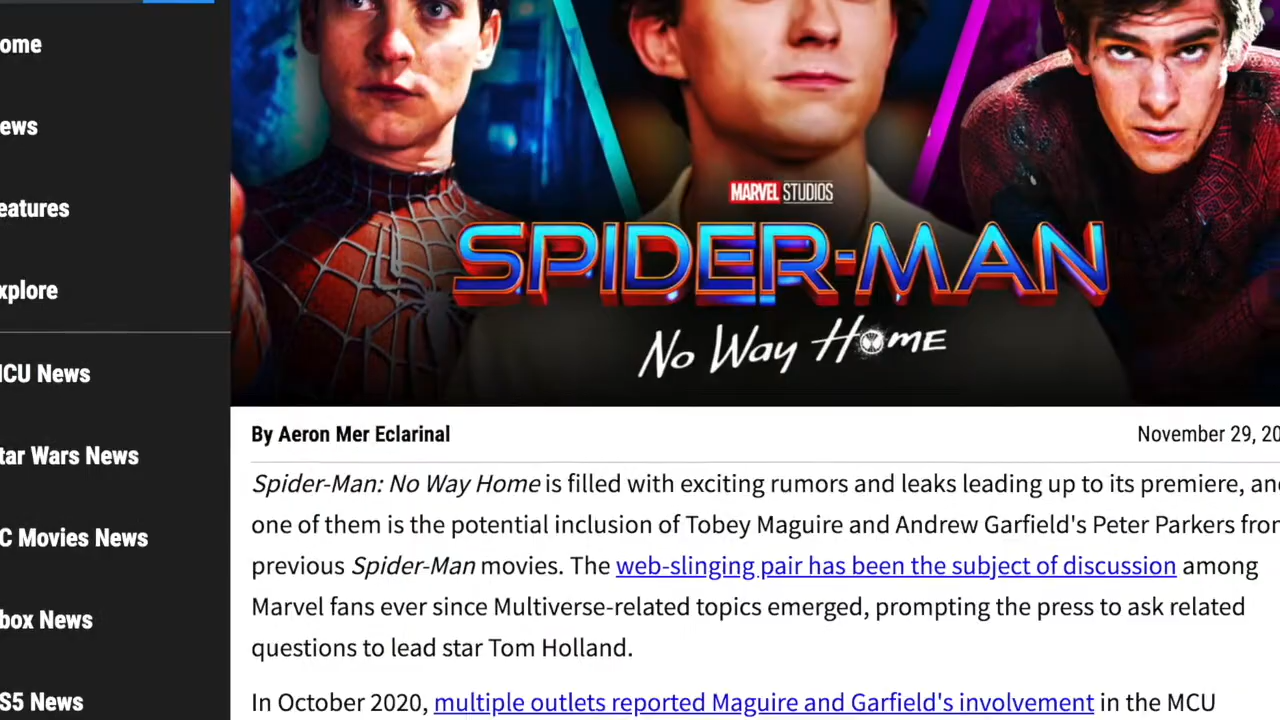 ome
ews
eatures
xplore
CU News
tar Wars News
C Movies News
box News
S5 News
MARVEL STUDIOS
SPIDER-MAN
No Way Home
By Aeron Mer Eclarinal
November 29, 20
Spider-Man: No Way Home is filled with exciting rumors and leaks leading up to its premiere, and
one of them is the potential inclusion of Tobey Maguire and Andrew Garfield's Peter Parkers from
previous Spider-Man movies. The web-slinging pair has been the subject of discussion among
Marvel fans ever since Multiverse-related topics emerged, prompting the press to ask related
questions to lead star Tom Holland.
In October 2020, multiple outlets reported Maguire and Garfield's involvement in the MCU